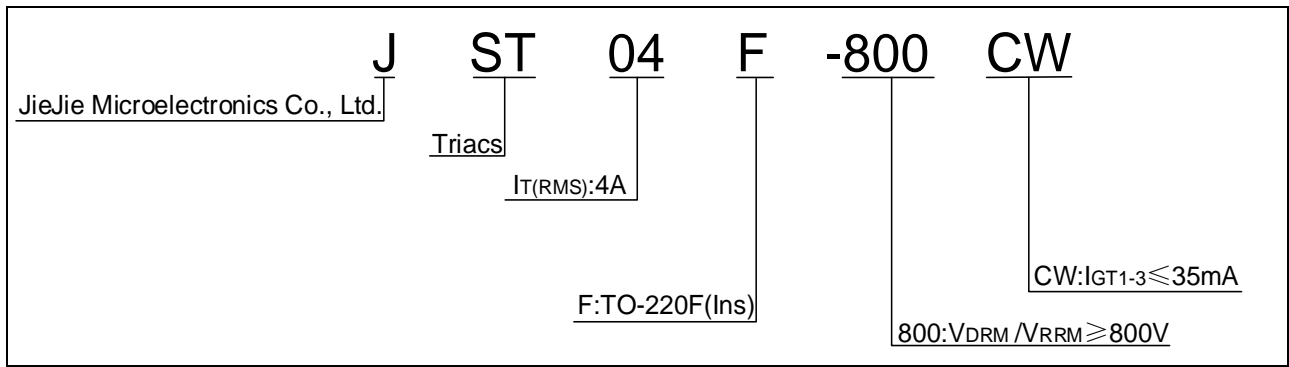 J ST 04 F -800 CW
JieJie Microelectronics Co., Ltd.
Triacs
IT(RMS):4A
CW:IGT1-3≤35mA
F:TO-220F(Ins)
800:VDRM /VRRM≥800V